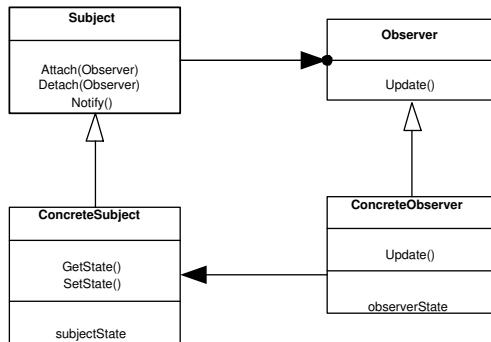 Subject
Attach(Observer)
Detach(Observer)
Notify()
Observer
Update()
ConcreteSubject
GetState()
SetState()
subjectState
ConcreteObserver
Update()
observerState